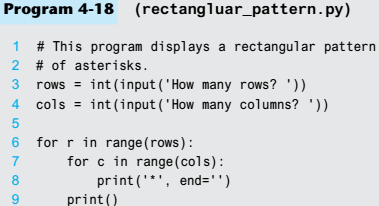 Program 4-18 (rectangluar_pattern.py)
1 # This program displays a rectangular pattern
2 # of asterisks.
3 rows = int(input('How many rows? '))
4 cols = int(input('How many columns? '))
5
6 for r in range(rows):
7     for c in range(cols):
8         print('*', end='')
9     print()